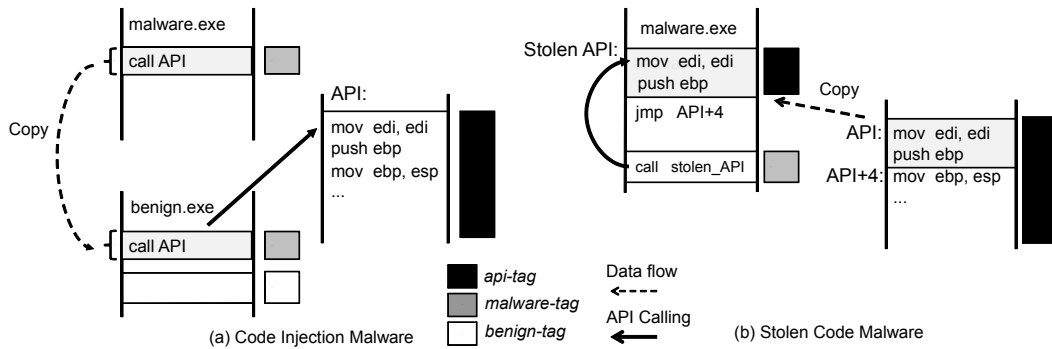 malware.exe
call API
Copy
benign.exe
call API
API:
mov edi, edi
push ebp
mov ebp, esp
...
(a) Code Injection Malware
api-tag
malware-tag
benign-tag
Data flow
API Calling
malware.exe
Stolen API:
mov edi, edi
push ebp
jmp API+4
call stolen_API
Copy
API:
mov edi, edi
push ebp
API+4:
mov ebp, esp
...
(b) Stolen Code Malware